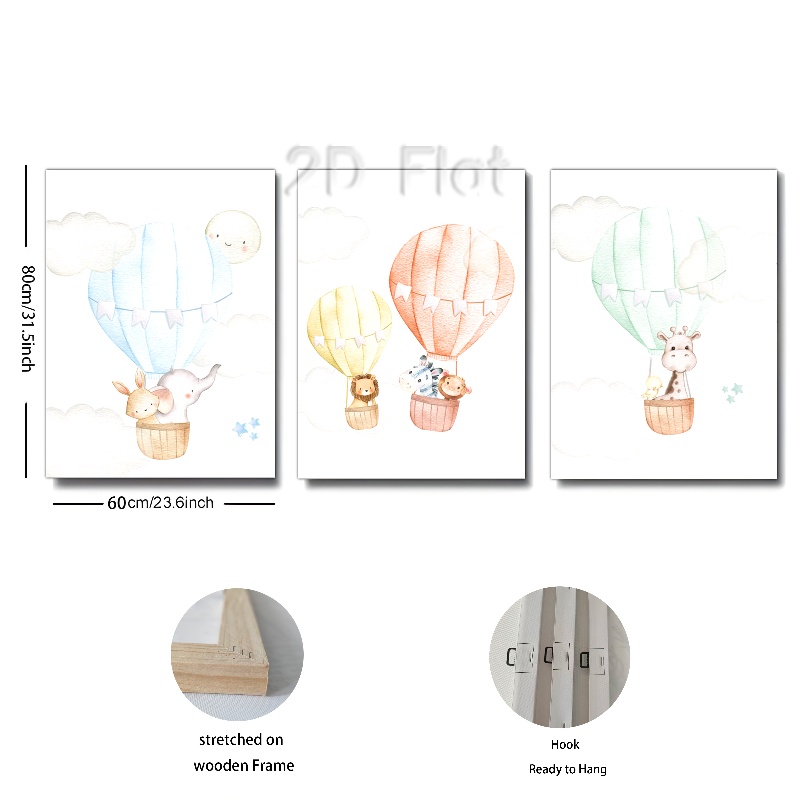 2D Flat
80cm/31.5inch
60cm/23.6inch
stretched on
wooden Frame
Hook
Ready to Hang